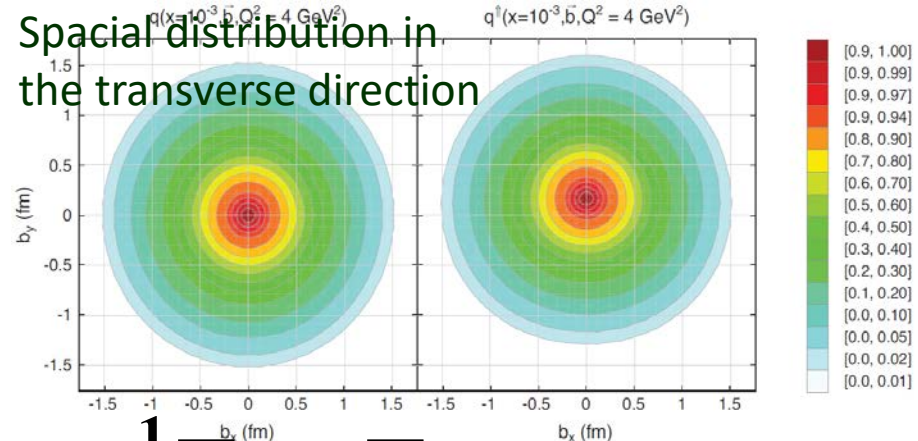 q(x=10⁻³,b⃗,Q² = 4 GeV²)
q↑(x=10⁻³,b⃗,Q² = 4 GeV²)
Spacial distribution in
the transverse direction
b_y (fm)
1.5
1
0.5
0
-0.5
-1
-1.5
-1.5 -1 -0.5 0 0.5 1 1.5
-1.5 -1 -0.5 0 0.5 1 1.5
b_x (fm)
b_x (fm)
1
[0.9, 1.00]
[0.9, 0.99]
[0.9, 0.97]
[0.9, 0.94]
[0.8, 0.90]
[0.7, 0.80]
[0.6, 0.70]
[0.5, 0.60]
[0.4, 0.50]
[0.3, 0.40]
[0.2, 0.30]
[0.1, 0.20]
[0.0, 0.10]
[0.0, 0.05]
[0.0, 0.02]
[0.0, 0.01]